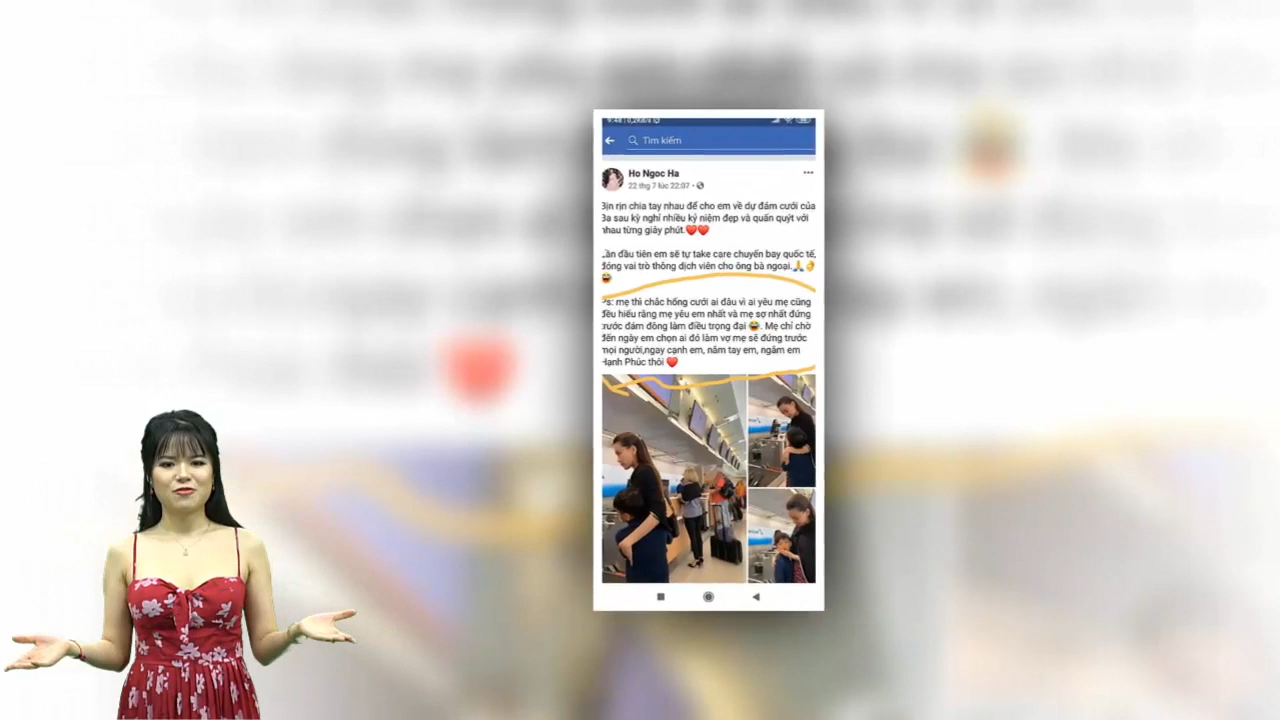 Tìm kiếm
Ho Ngoc Ha
22 thg 7 lúc 22:07
Bịn rịn chia tay nhau để cho em về dự đám cưới của
Ba sau kỳ nghỉ nhiều kỷ niệm đẹp và quấn quýt với
nhau từng giây phút.❤️❤️
Lần đầu tiên em sẽ tự take care chuyến bay quốc tế,
đóng vai trò thông dịch viên cho ông bà ngoại.🙏👌
😂
Ps: mẹ thì chắc hổng cưới ai đâu vì ai yêu mẹ cũng
đều hiểu rằng mẹ yêu em nhất và mẹ sợ nhất đứng
trước đám đông làm điều trọng đại 😂. Mẹ chỉ chờ
đến ngày em chọn ai đó làm vợ mẹ sẽ đứng trước
mọi người,ngay cạnh em, nắm tay em, ngắm em
Hạnh Phúc thôi ❤️